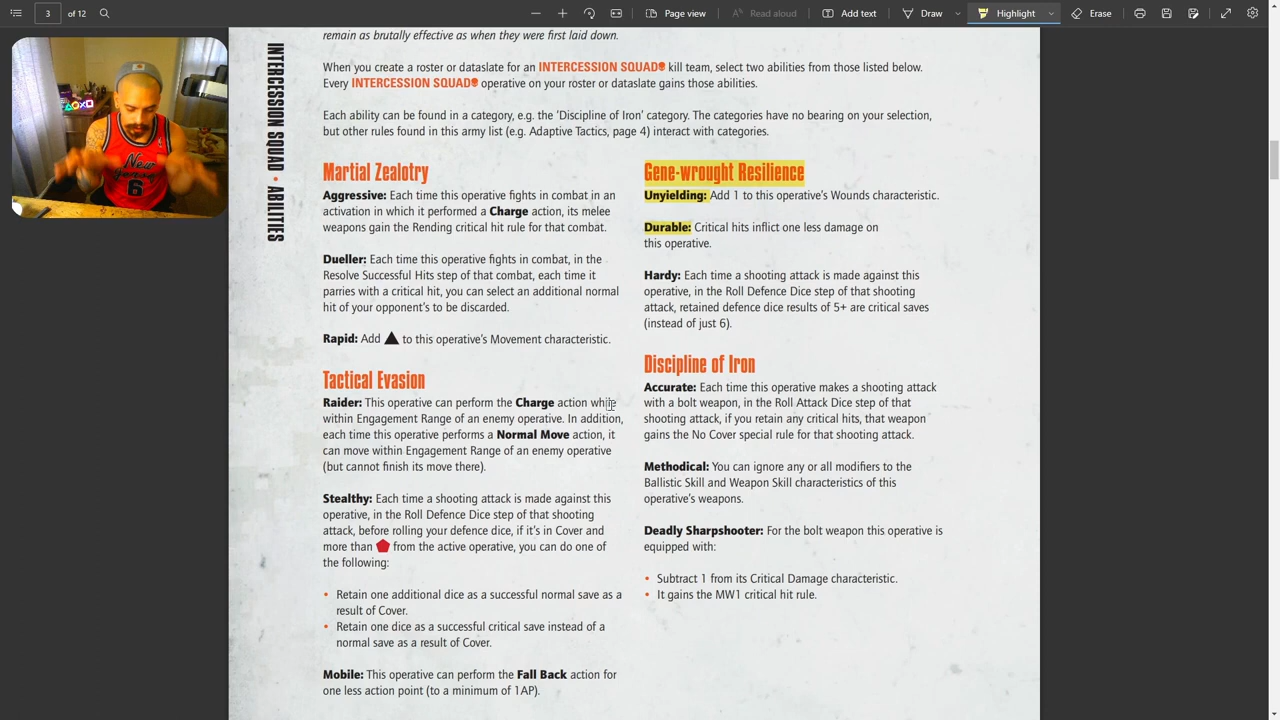 3
of 12
Page view
Read aloud
Add text
Draw
Highlight
Erase
INTERCESSION SQUAD • ABILITIES
New Jersey
6
remain as brutally effective as when they were first laid down.
When you create a roster or dataslate for an INTERCESSION SQUAD kill team, select two abilities from those listed below.
Every INTERCESSION SQUAD operative on your roster or dataslate gains those abilities.
Each ability can be found in a category, e.g. the ‘Discipline of Iron’ category. The categories have no bearing on your selection,
but other rules found in this army list (e.g. Adaptive Tactics, page 4) interact with categories.
Martial Zealotry
Aggressive: Each time this operative fights in combat in an
activation in which it performed a Charge action, its melee
weapons gain the Rending critical hit rule for that combat.
Dueller: Each time this operative fights in combat, in the
Resolve Successful Hits step of that combat, each time it
parries with a critical hit, you can select an additional normal
hit of your opponent's to be discarded.
Rapid: Add ▲ to this operative's Movement characteristic.
Tactical Evasion
Raider: This operative can perform the Charge action while
within Engagement Range of an enemy operative. In addition,
each time this operative performs a Normal Move action, it
can move within Engagement Range of an enemy operative
(but cannot finish its move there).
Stealthy: Each time a shooting attack is made against this
operative, in the Roll Defence Dice step of that shooting
attack, before rolling your defence dice, if it's in Cover and
more than ⬟ from the active operative, you can do one of
the following:
• Retain one additional dice as a successful normal save as a
result of Cover.
• Retain one dice as a successful critical save instead of a
normal save as a result of Cover.
Mobile: This operative can perform the Fall Back action for
one less action point (to a minimum of 1AP).
Gene-wrought Resilience
Unyielding: Add 1 to this operative's Wounds characteristic.
Durable: Critical hits inflict one less damage on
this operative.
Hardy: Each time a shooting attack is made against this
operative, in the Roll Defence Dice step of that shooting
attack, retained defence dice results of 5+ are critical saves
(instead of just 6).
Discipline of Iron
Accurate: Each time this operative makes a shooting attack
with a bolt weapon, in the Roll Attack Dice step of that
shooting attack, if you retain any critical hits, that weapon
gains the No Cover special rule for that shooting attack.
Methodical: You can ignore any or all modifiers to the
Ballistic Skill and Weapon Skill characteristics of this
operative's weapons.
Deadly Sharpshooter: For the bolt weapon this operative is
equipped with:
• Subtract 1 from its Critical Damage characteristic.
• It gains the MW1 critical hit rule.